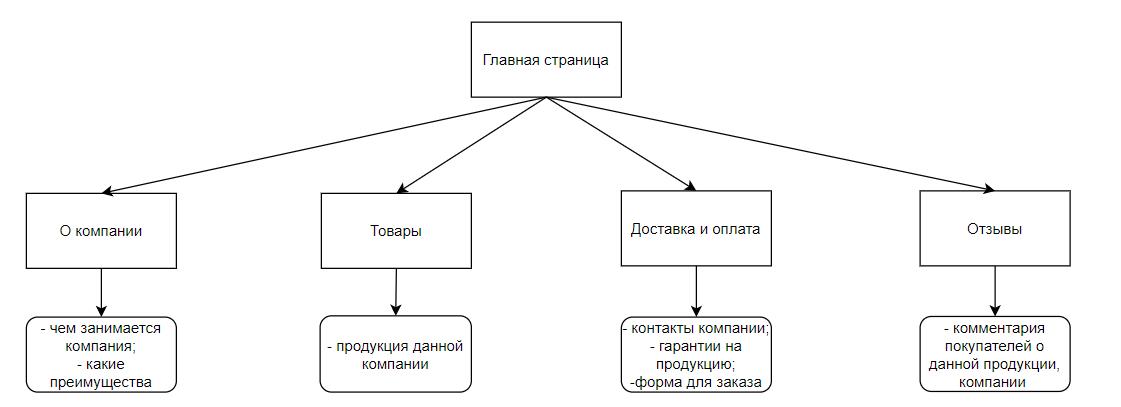 Главная страница
О компании
Товары
Доставка и оплата
Отзывы
- чем занимается
компания;
- какие
преимущества
- продукция данной
компании
- контакты компании;
- гарантии на
продукцию;
-форма для заказа
- комментария
покупателей о
данной продукции,
компании